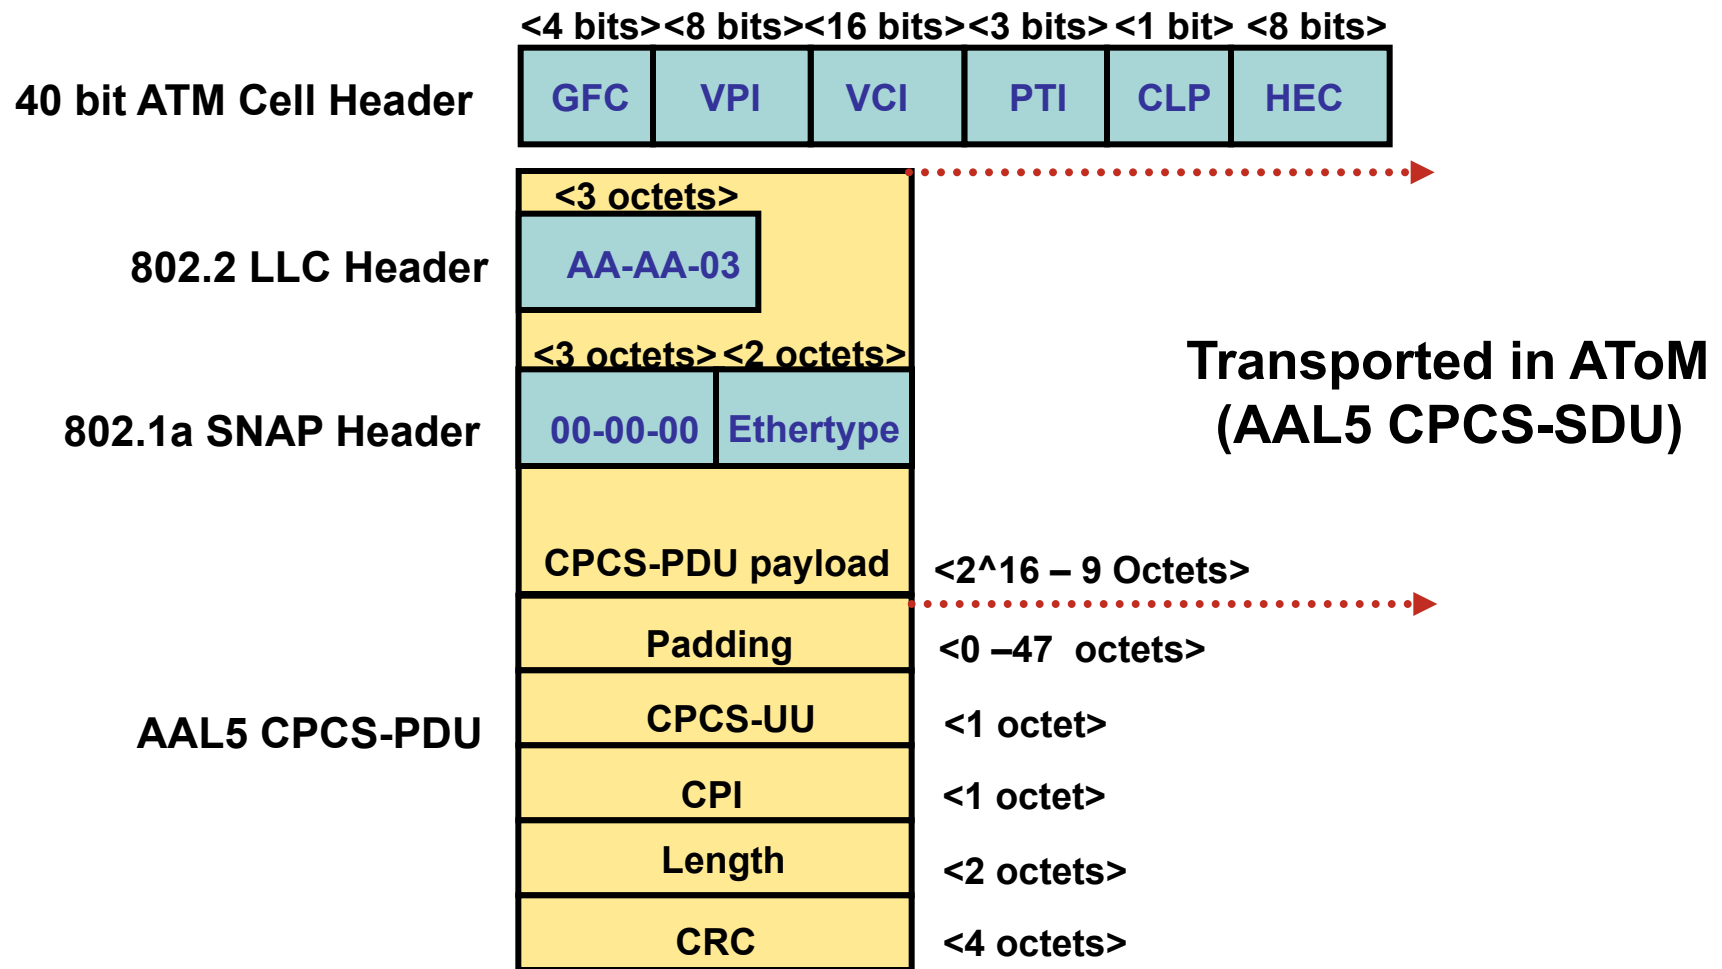 <4 bits><8 bits><16 bits><3 bits><1 bit> <8 bits>
40 bit ATM Cell Header
GFC VPI VCI PTI CLP HEC
<3 octets>
802.2 LLC Header
AA-AA-03
<3 octets> <2 octets>
802.1a SNAP Header
00-00-00 Ethertype
Transported in AToM
(AAL5 CPCS-SDU)
CPCS-PDU payload
<2^16 – 9 Octets>
Padding
<0 –47 octets>
AAL5 CPCS-PDU
CPCS-UU
<1 octet>
CPI
<1 octet>
Length
<2 octets>
CRC
<4 octets>